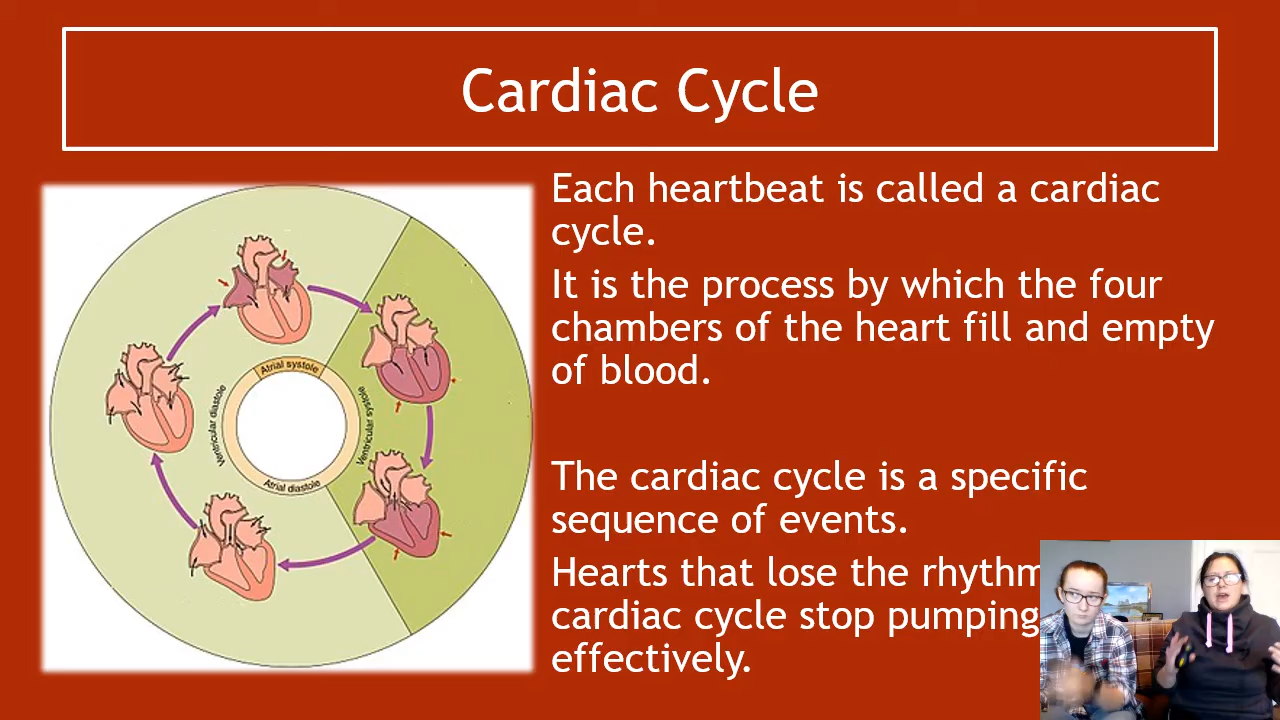 Cardiac Cycle
Each heartbeat is called a cardiac
cycle.
It is the process by which the four
chambers of the heart fill and empty
of blood.
The cardiac cycle is a specific
sequence of events.
Hearts that lose the rhythm
cardiac cycle stop pumping
effectively.
Atrial systole
Ventricular systole
Atrial diastole
Ventricular diastole